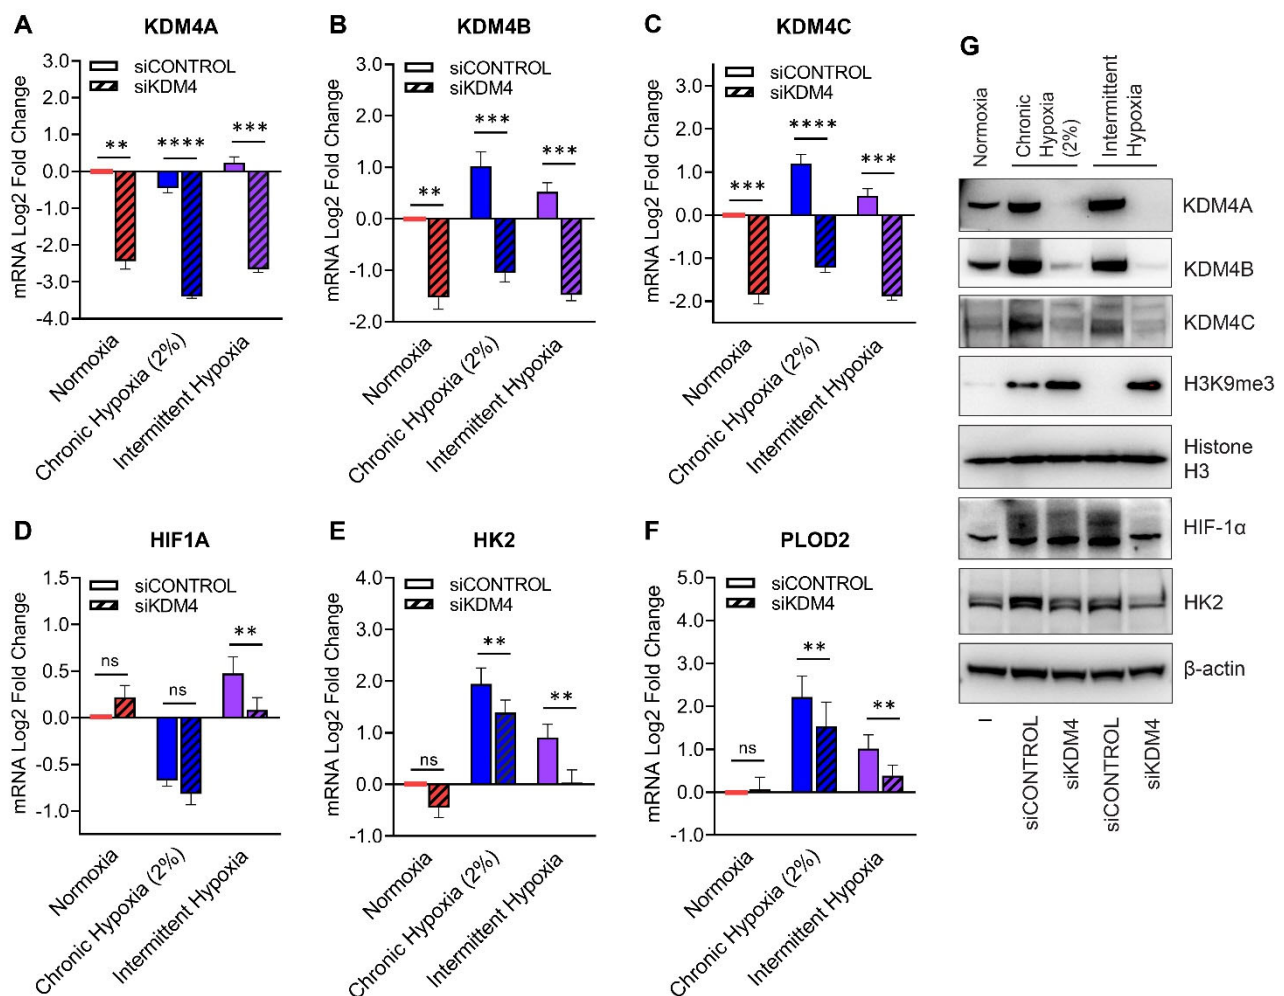 A
KDM4A
mRNA Log2 Fold Change
3.0
2.0
1.0
0.0
-1.0
-2.0
-3.0
-4.0
siCONTROL
siKDM4
**
****
***
Normoxia
Chronic Hypoxia (2%)
Intermittent Hypoxia
B
KDM4B
mRNA Log2 Fold Change
3.0
2.0
1.0
0.0
-1.0
-2.0
siCONTROL
siKDM4
**
***
***
Normoxia
Chronic Hypoxia (2%)
Intermittent Hypoxia
C
KDM4C
mRNA Log2 Fold Change
3.0
2.0
1.0
0.0
-1.0
-2.0
siCONTROL
siKDM4
***
****
***
Normoxia
Chronic Hypoxia (2%)
Intermittent Hypoxia
D
HIF1A
mRNA Log2 Fold Change
1.5
1.0
0.5
0.0
-0.5
-1.0
siCONTROL
siKDM4
ns
ns
**
Normoxia
Chronic Hypoxia (2%)
Intermittent Hypoxia
E
HK2
mRNA Log2 Fold Change
4.0
3.0
2.0
1.0
0.0
-1.0
siCONTROL
siKDM4
ns
**
**
Normoxia
Chronic Hypoxia (2%)
Intermittent Hypoxia
F
PLOD2
mRNA Log2 Fold Change
5.0
4.0
3.0
2.0
1.0
0.0
-1.0
siCONTROL
siKDM4
ns
**
**
Normoxia
Chronic Hypoxia (2%)
Intermittent Hypoxia
G
Normoxia
Chronic
Hypoxia
(2%)
Intermittent
Hypoxia
KDM4A
KDM4B
KDM4C
H3K9me3
Histone
H3
HIF-1α
HK2
β-actin
–
siCONTROL
siKDM4
siCONTROL
siKDM4